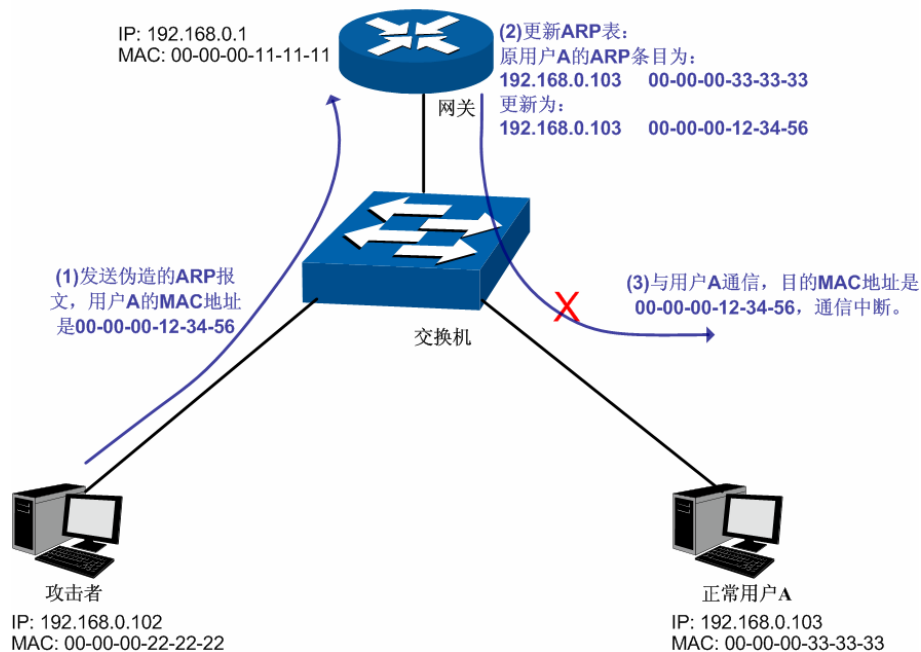 IP: 192.168.0.1
MAC: 00-00-00-11-11-11
(2)更新ARP表：
原用户A的ARP条目为：
192.168.0.103 00-00-00-33-33-33
更新为：
192.168.0.103 00-00-00-12-34-56
网关
(1)发送伪造的ARP报
文，用户A的MAC地址
是00-00-00-12-34-56
(3)与用户A通信，目的MAC地址是
00-00-00-12-34-56，通信中断。
X
交换机
攻击者
IP: 192.168.0.102
MAC: 00-00-00-22-22-22
正常用户A
IP: 192.168.0.103
MAC: 00-00-00-33-33-33